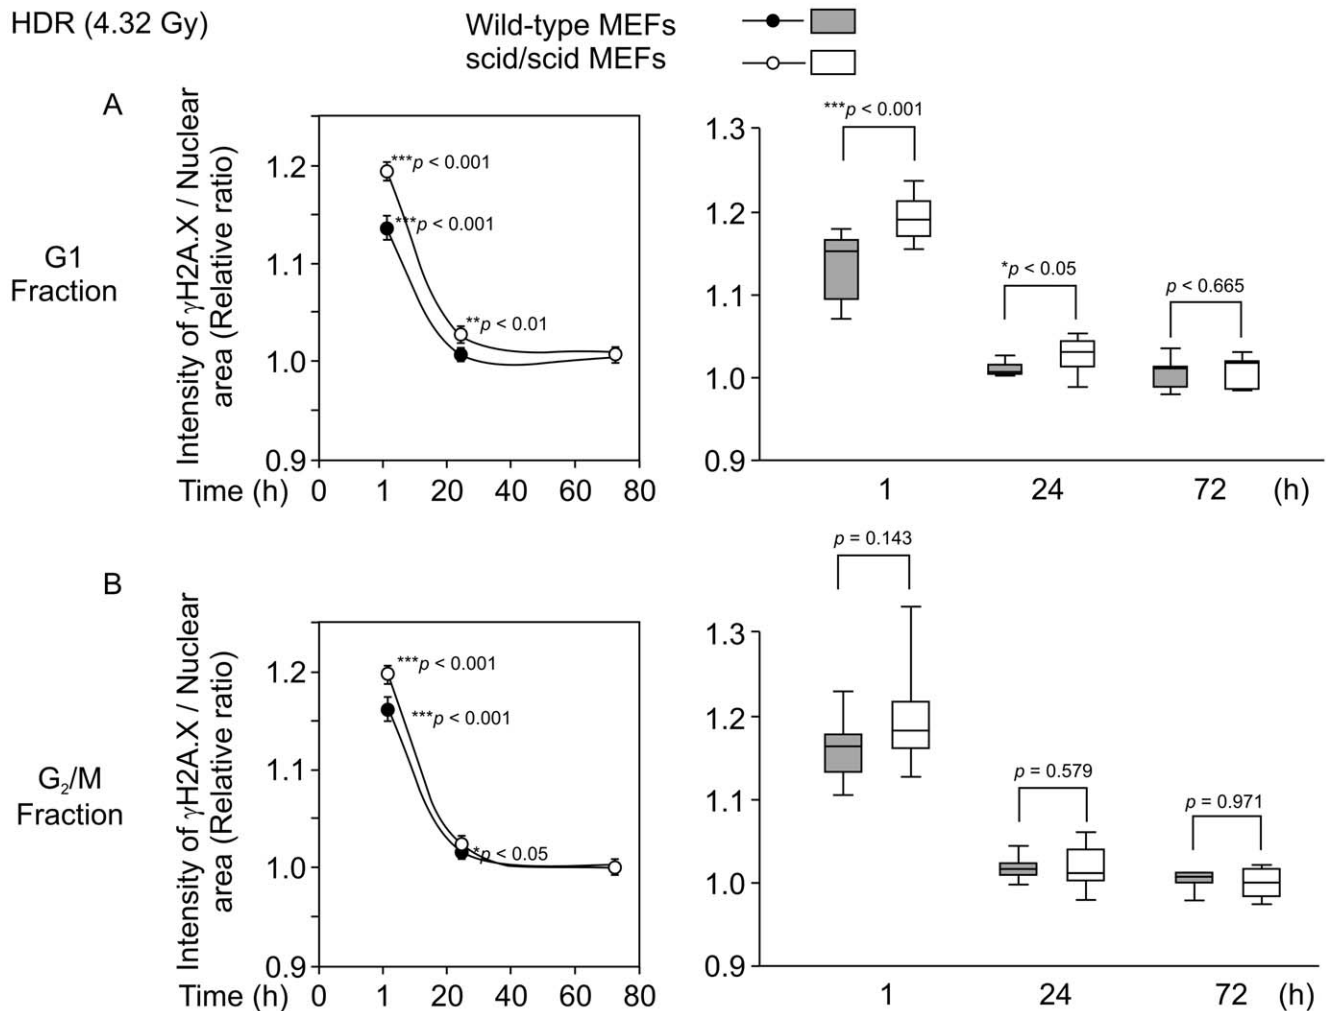 HDR (4.32 Gy)
Wild-type MEFs
scid/scid MEFs
A
G1
Fraction
Intensity of γH2A.X / Nuclear
area (Relative ratio)
1.2
1.1
1.0
0.9
***p < 0.001
***p < 0.001
**p < 0.01
Time (h) 0 1 20 40 60 80
1.3
1.2
1.1
1.0
0.9
***p < 0.001
*p < 0.05
p < 0.665
1 24 72 (h)
B
G₂/M
Fraction
Intensity of γH2A.X / Nuclear
area (Relative ratio)
1.2
1.1
1.0
0.9
***p < 0.001
***p < 0.001
*p < 0.05
Time (h) 0 1 20 40 60 80
1.3
1.2
1.1
1.0
0.9
p = 0.143
p = 0.579
p = 0.971
1 24 72 (h)